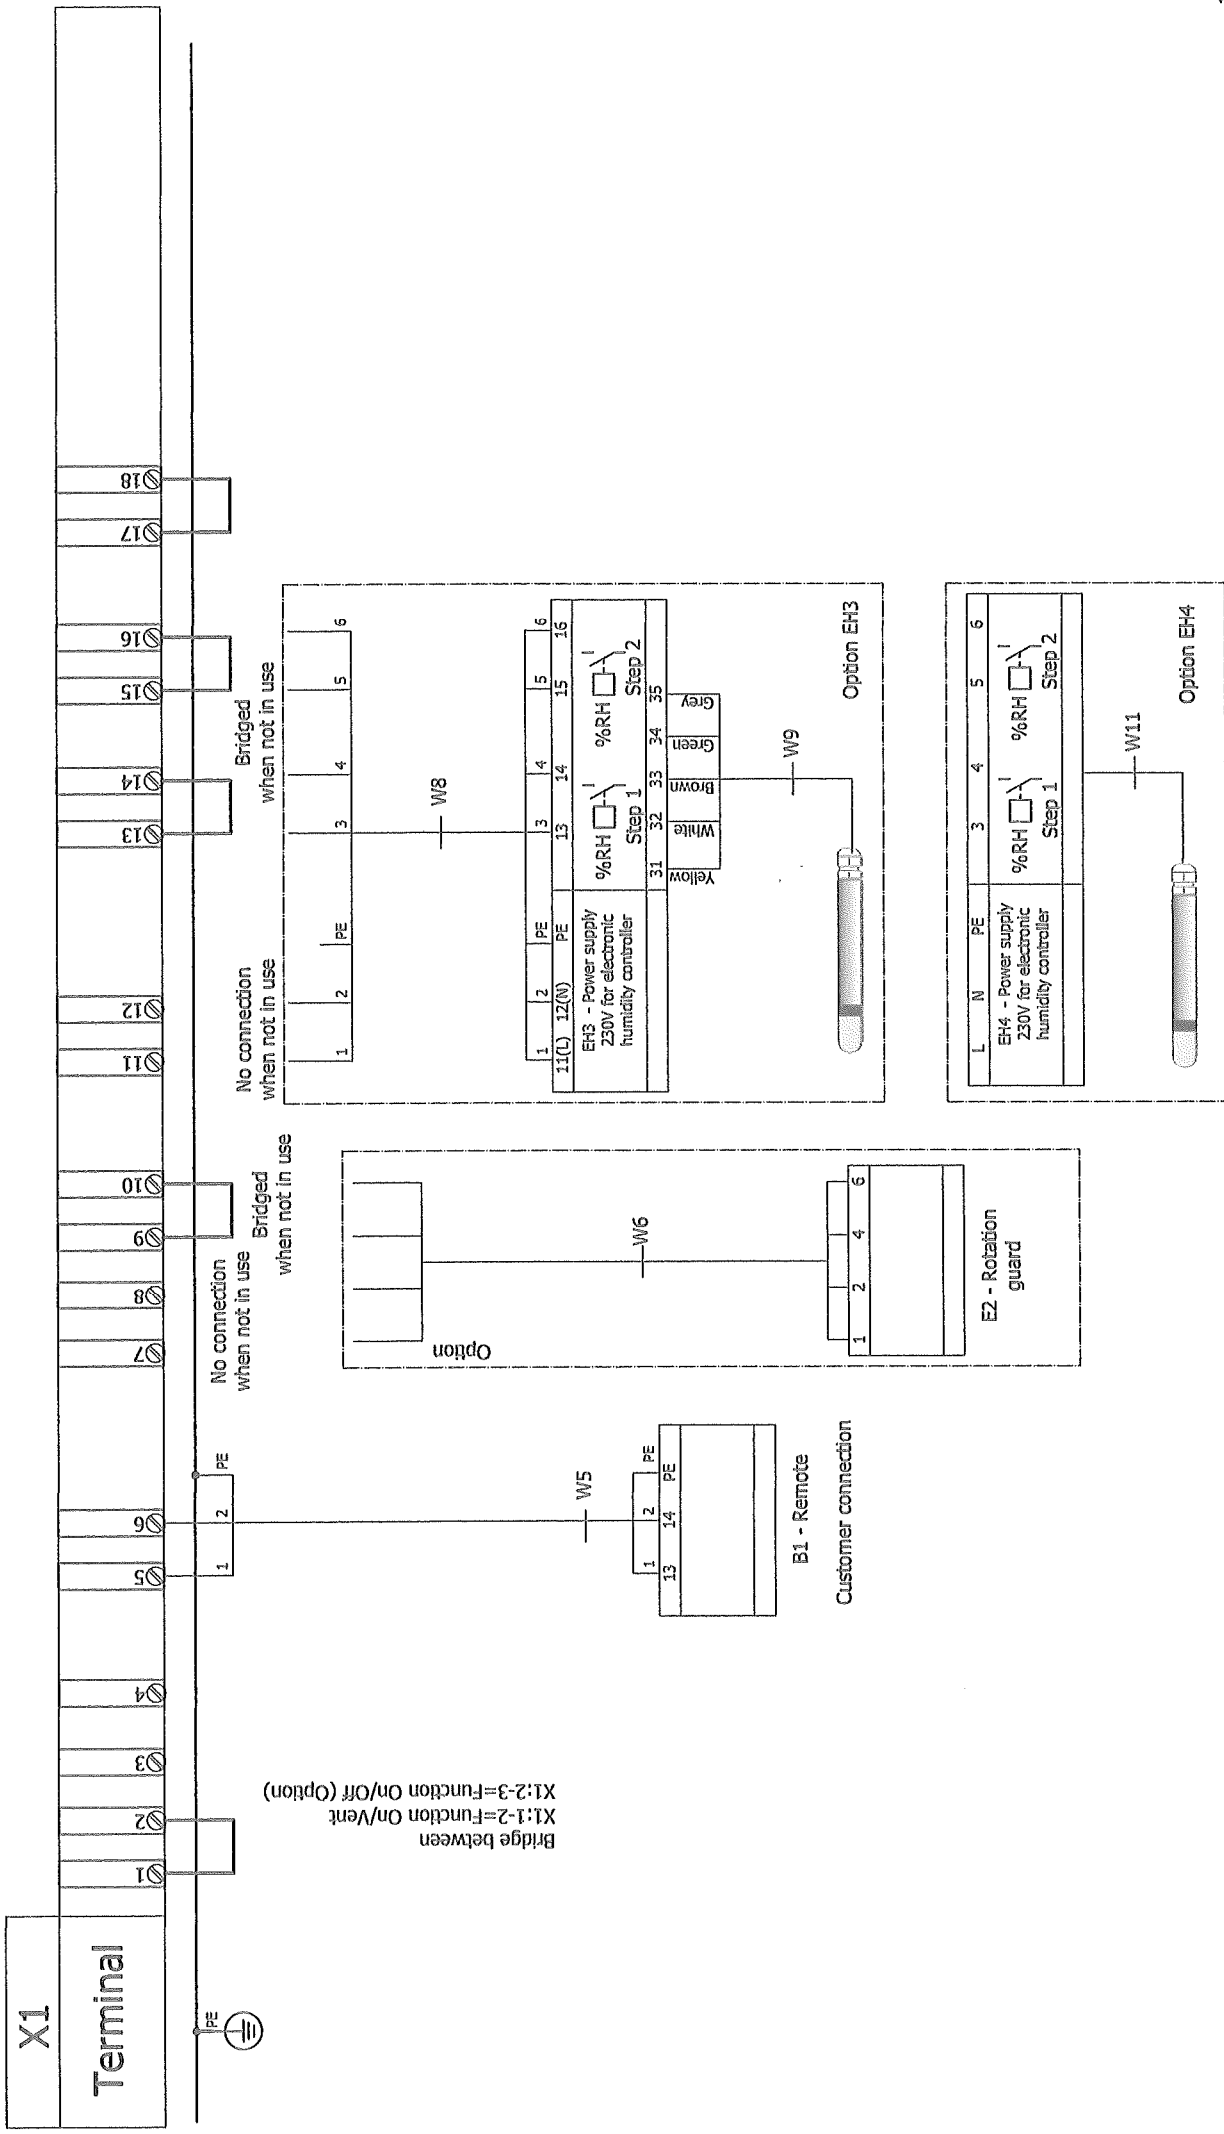 X1
Terminal
1
2
3
4
5
6
7
8
9
10
11
12
13
14
15
16
17
18
PE
Bridge between
X1:1-2=Function On/Vent
X1:2-3=Function On/Off (Option)
1
2
PE
W5
1
2
PE
13
14
PE
B1 - Remote
Customer connection
No connection
when not in use
Bridged
when not in use
Option
W6
1
2
4
6
E2 - Rotation
guard
No connection
when not in use
Bridged
when not in use
1
2
PE
3
4
5
6
W8
1
2
PE
3
4
5
6
11(L)
12(N)
PE
13
14
15
16
EH3 - Power supply
230V for electronic
humidity controller
%RH
Step 1
%RH
Step 2
31
32
33
34
35
Yellow
White
Brown
Green
Grey
W9
Option EH3
L
N
PE
3
4
5
6
EH4 - Power supply
230V for electronic
humidity controller
%RH
Step 1
%RH
Step 2
W11
Option EH4